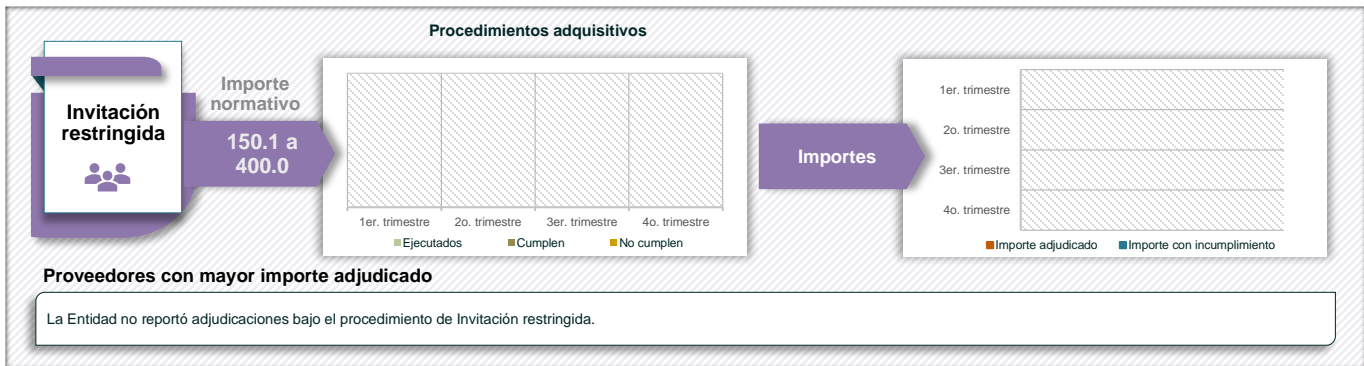 Procedimientos adquisitivos
Invitación
restringida
Importe
normativo
150.1 a
400.0
1er. trimestre
2o. trimestre
3er. trimestre
4o. trimestre
Ejecutados
Cumplen
No cumplen
Importes
1er. trimestre
2o. trimestre
3er. trimestre
4o. trimestre
Importe adjudicado
Importe con incumplimiento
Proveedores con mayor importe adjudicado
La Entidad no reportó adjudicaciones bajo el procedimiento de Invitación restringida.